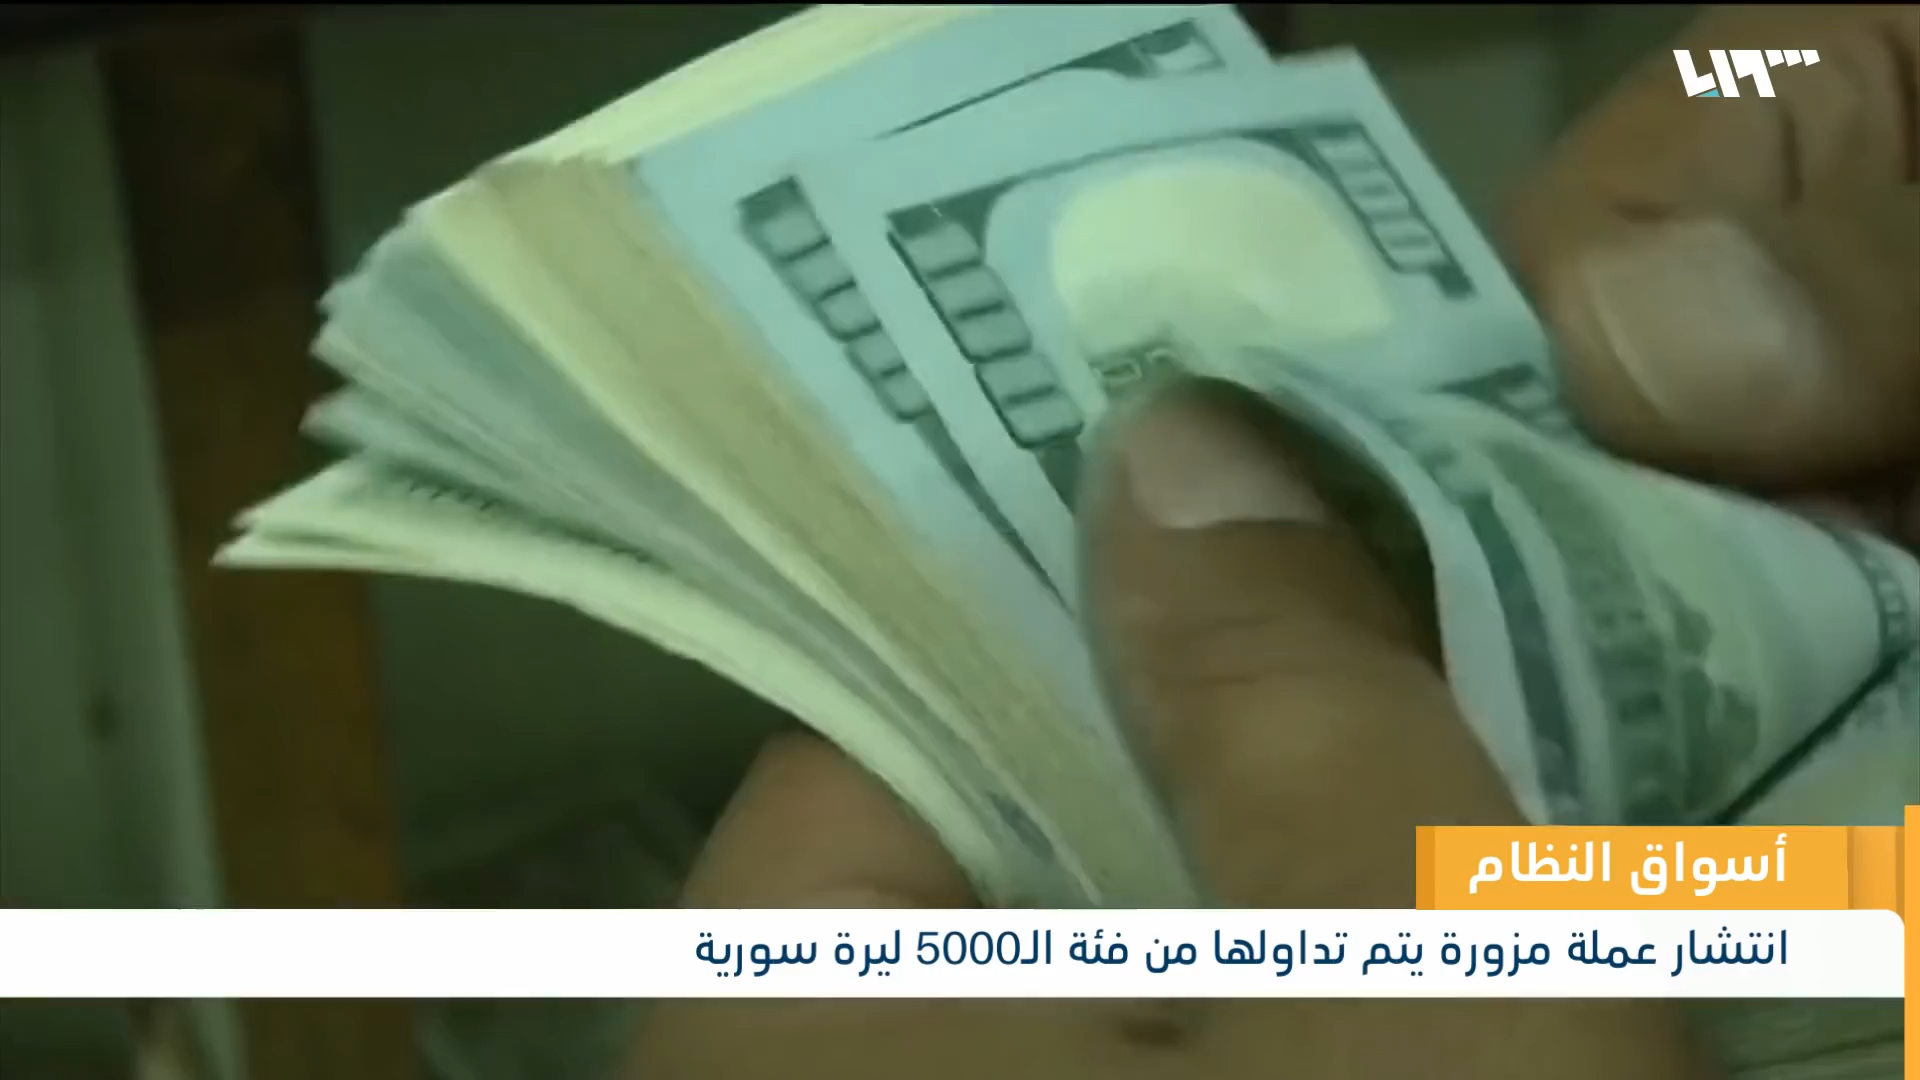 أسواق النظام
انتشار عملة مزورة يتم تداولها من فئة الـ5000 ليرة سورية